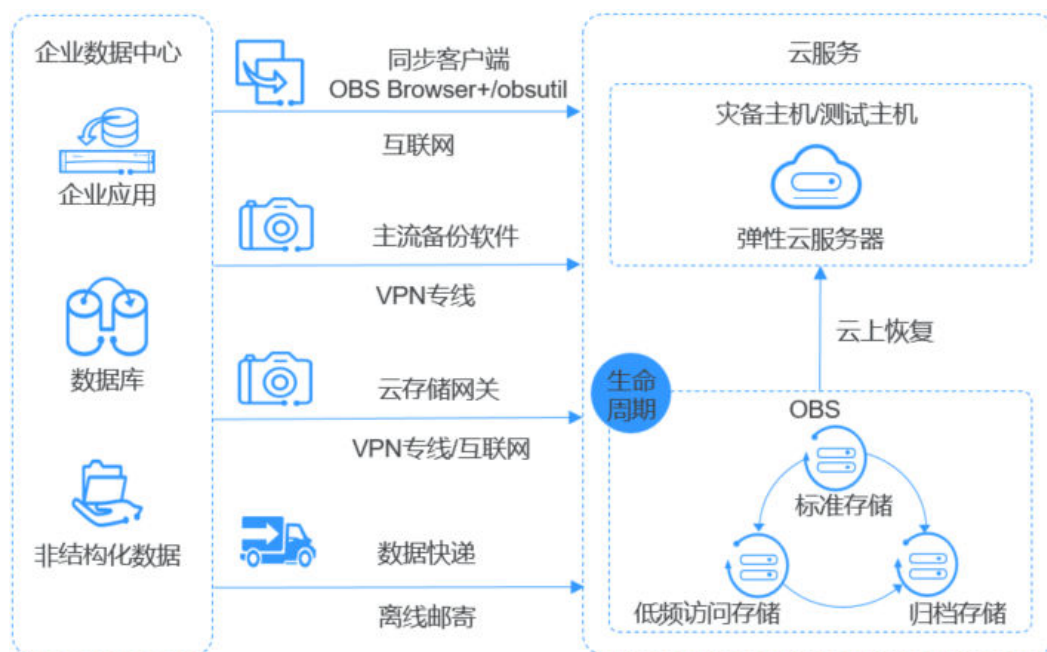 企业数据中心
企业应用
数据库
非结构化数据
同步客户端
OBS Browser+/obsutil
互联网
主流备份软件
VPN专线
云存储网关
VPN专线/互联网
数据快递
离线邮寄
云服务
灾备主机/测试主机
弹性云服务器
云上恢复
生命
周期
OBS
标准存储
低频访问存储
归档存储